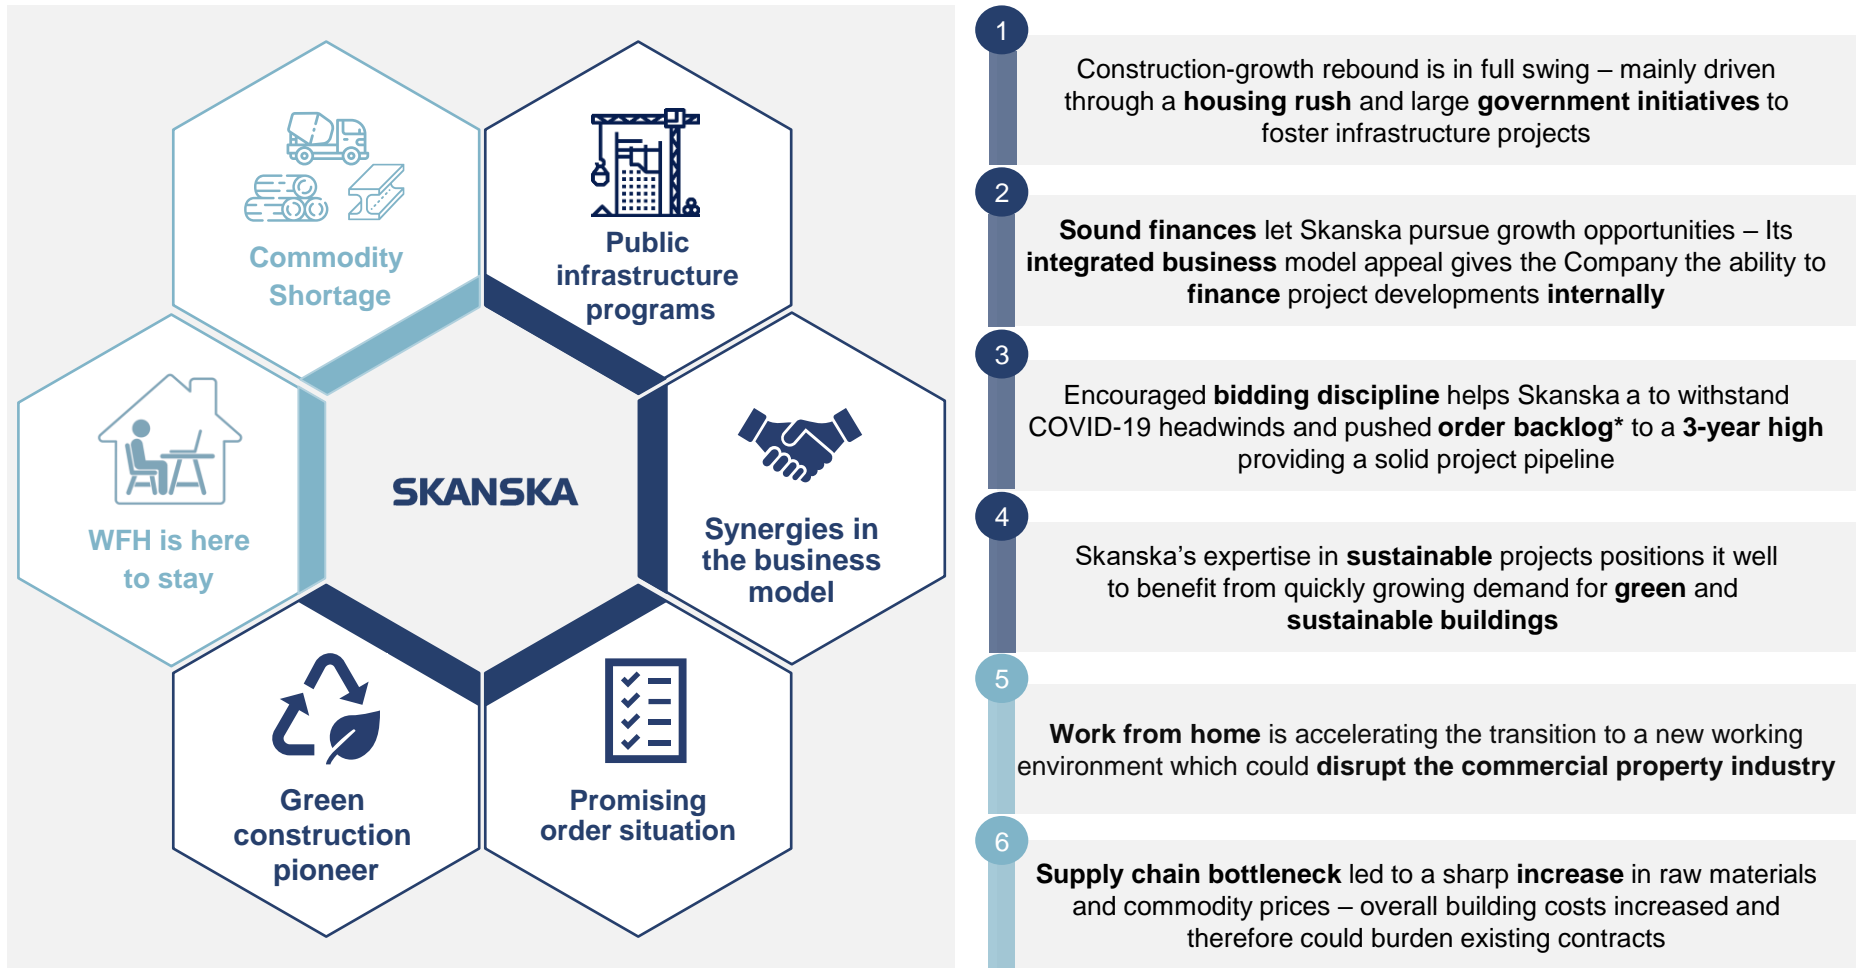 Commodity
Shortage
Public
infrastructure
programs
WFH is here
to stay
SKANSKA
Synergies in
the business
model
Green
construction
pioneer
Promising
order situation
1
Construction-growth rebound is in full swing – mainly driven
through a housing rush and large government initiatives to
foster infrastructure projects
2
Sound finances let Skanska pursue growth opportunities – Its
integrated business model appeal gives the Company the ability to
finance project developments internally
3
Encouraged bidding discipline helps Skanska a to withstand
COVID-19 headwinds and pushed order backlog* to a 3-year high
providing a solid project pipeline
4
Skanska’s expertise in sustainable projects positions it well
to benefit from quickly growing demand for green and
sustainable buildings
5
Work from home is accelerating the transition to a new working
environment which could disrupt the commercial property industry
6
Supply chain bottleneck led to a sharp increase in raw materials
and commodity prices – overall building costs increased and
therefore could burden existing contracts